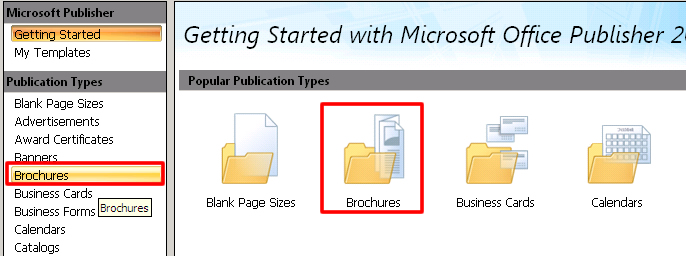 Microsoft Publisher
Getting Started
My Templates
Publication Types
Blank Page Sizes
Advertisements
Award Certificates
Banners
Brochures
Business Cards
Business Forms
Brochures
Calendars
Catalogs
Getting Started with Microsoft Office Publisher 20
Popular Publication Types
Blank Page Sizes
Brochures
Business Cards
Calendars